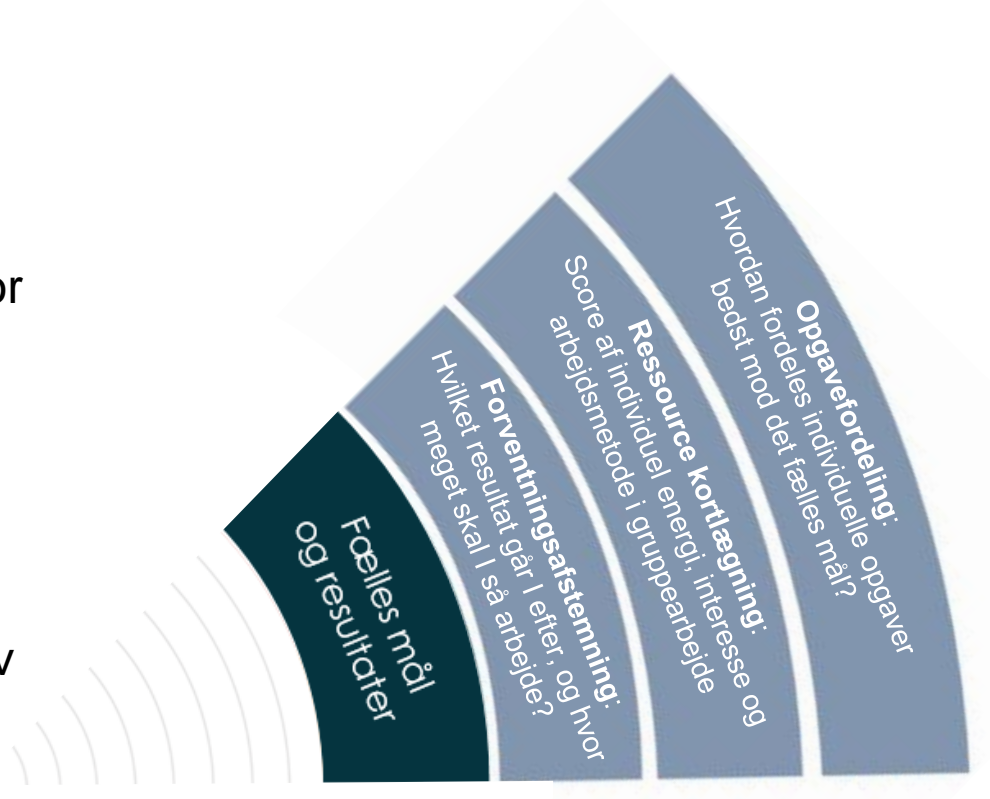 or
v
Fælles mål
og resultater
Forventningsafstemning:
Hvilket resultat går I efter, og hvor
meget skal I så arbejde?
Ressource kortlægning:
Score af individuel energi, interesse og
arbejdsmetode i gruppearbejde
Opgavefordeling:
Hvordan fordeles individuelle opgaver
bedst mod det fælles mål?